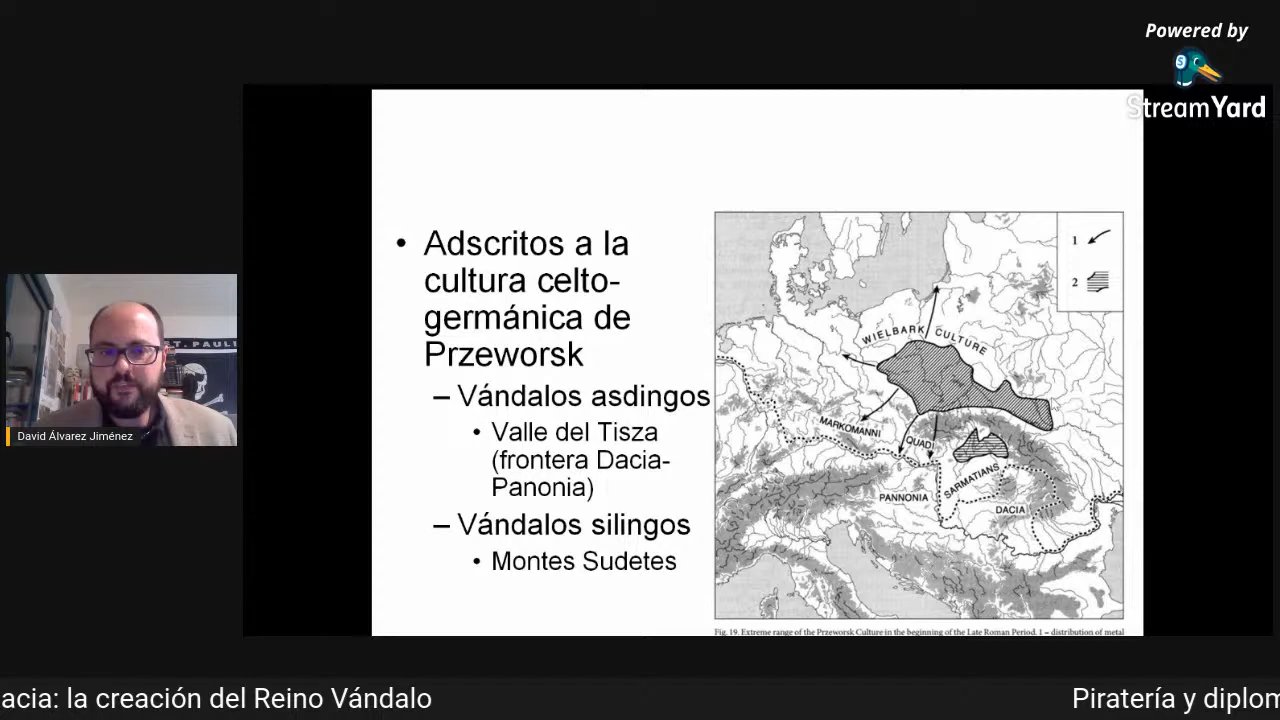 Powered by
StreamYard
• Adscritos a la
cultura celto-
germánica de
Przeworsk
– Vándalos asdingos
• Valle del Tisza
(frontera Dacia-
Panonia)
– Vándalos silingos
• Montes Sudetes
1
2
WIELBARK CULTURE
MARKOMANNI
QUADI
SARMATIANS
PANNONIA
DACIA
Fig. 19. Extreme range of the Przeworsk Culture in the beginning of the Late Roman Period. 1 – distribution of metal
ST. PAULI
David Álvarez Jiménez
acia: la creación del Reino Vándalo
Piratería y diplom